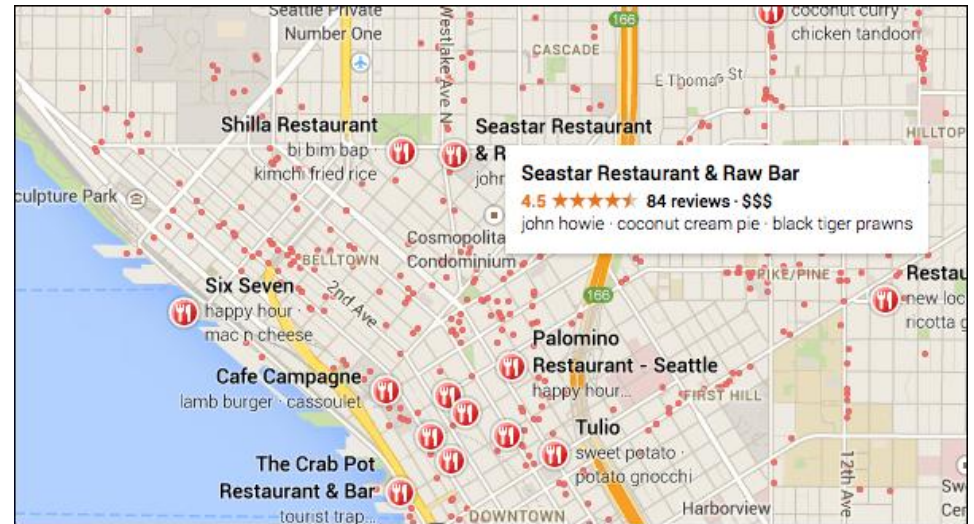 Seattle Private
Number One
Westlake Ave N
166
CASCADE
coconut curry ·
chicken tandoori
E Thomas St
HILLTOP
Shilla Restaurant
bi bim bap ·
kimchi fried rice
Seastar Restaurant
& R
john
Seastar Restaurant & Raw Bar
4.5 84 reviews · $$$
john howie · coconut cream pie · black tiger prawns
culpture Park
Cosmopolita
Condominium
BELLTOWN
2nd Ave
Six Seven
happy hour ·
mac n cheese
166
PIKE/PINE
Restau
new loc
ricotta g
Palomino
Restaurant - Seattle
happy hour...
Cafe Campagne
lamb burger · cassoulet
FIRST HILL
Tulio
sweet potato ·
potato gnocchi
The Crab Pot
Restaurant & Bar
tourist trap...
DOWNTOWN
Harborview
12th Ave
Swe
Cen